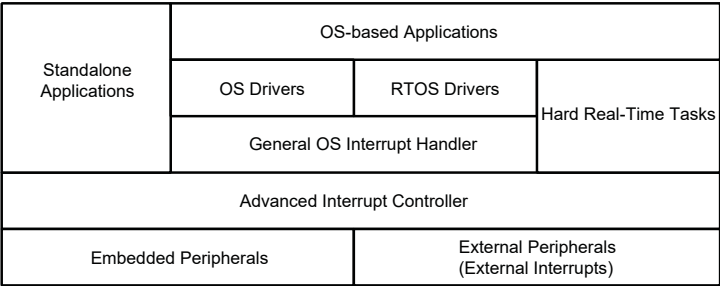 OS-based Applications
Standalone
Applications
OS Drivers
RTOS Drivers
Hard Real-Time Tasks
General OS Interrupt Handler
Advanced Interrupt Controller
Embedded Peripherals
External Peripherals
(External Interrupts)